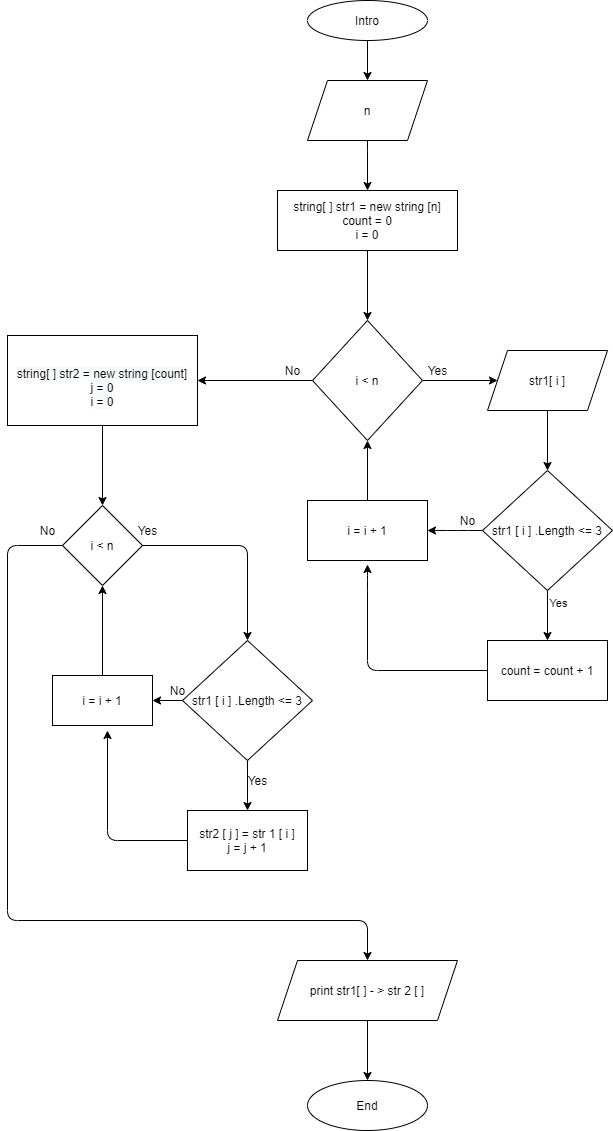 Intro
n
string[ ] str1 = new string [n]
count = 0
i = 0
i < n
Yes
No
str1[ i ]
string[ ] str2 = new string [count]
j = 0
i = 0
str1 [ i ] .Length <= 3
No
Yes
i = i + 1
count = count + 1
i < n
No
Yes
str1 [ i ] .Length <= 3
No
Yes
i = i + 1
str2 [ j ] = str 1 [ i ]
j = j + 1
print str1[ ] - > str 2 [ ]
End